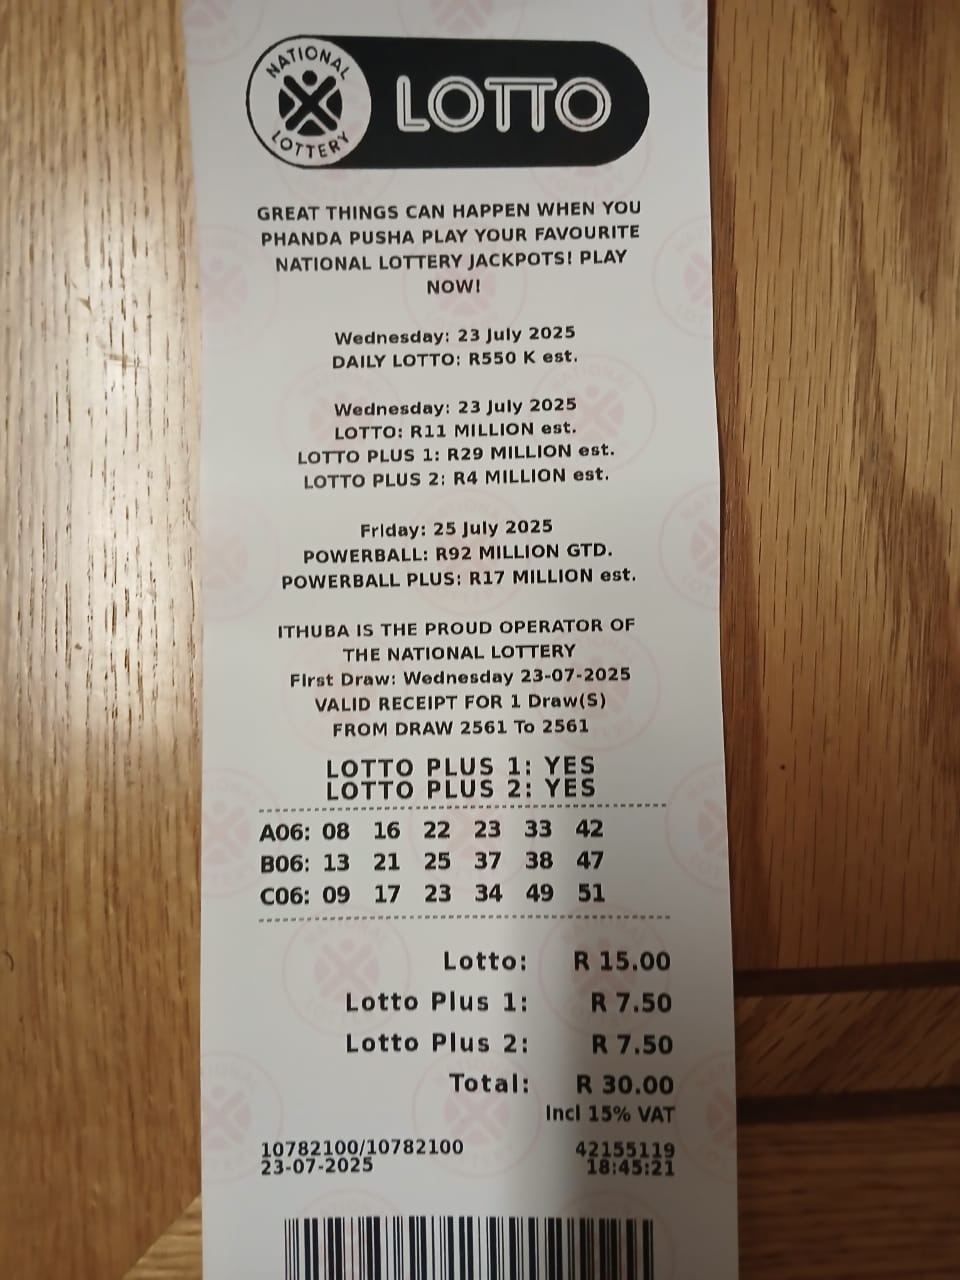 NATIONAL LOTTERY
LOTTO
GREAT THINGS CAN HAPPEN WHEN YOU
PHANDA PUSHA PLAY YOUR FAVOURITE
NATIONAL LOTTERY JACKPOTS! PLAY
NOW!
Wednesday: 23 July 2025
DAILY LOTTO: R550 K est.
Wednesday: 23 July 2025
LOTTO: R11 MILLION est.
LOTTO PLUS 1: R29 MILLION est.
LOTTO PLUS 2: R4 MILLION est.
Friday: 25 July 2025
POWERBALL: R92 MILLION GTD.
POWERBALL PLUS: R17 MILLION est.
ITHUBA IS THE PROUD OPERATOR OF
THE NATIONAL LOTTERY
First Draw: Wednesday 23-07-2025
VALID RECEIPT FOR 1 Draw(S)
FROM DRAW 2561 To 2561
LOTTO PLUS 1: YES
LOTTO PLUS 2: YES
A06: 08 16 22 23 33 42
B06: 13 21 25 37 38 47
C06: 09 17 23 34 49 51
Lotto: R 15.00
Lotto Plus 1: R 7.50
Lotto Plus 2: R 7.50
Total: R 30.00
Incl 15% VAT
10782100/10782100 42155119
23-07-2025 18:45:21